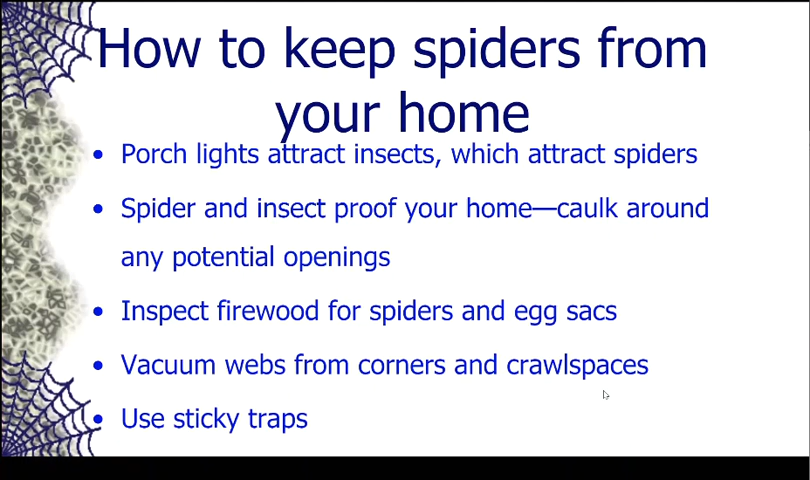 How to keep spiders from
your home
• Porch lights attract insects, which attract spiders
• Spider and insect proof your home—caulk around
any potential openings
• Inspect firewood for spiders and egg sacs
• Vacuum webs from corners and crawlspaces
• Use sticky traps